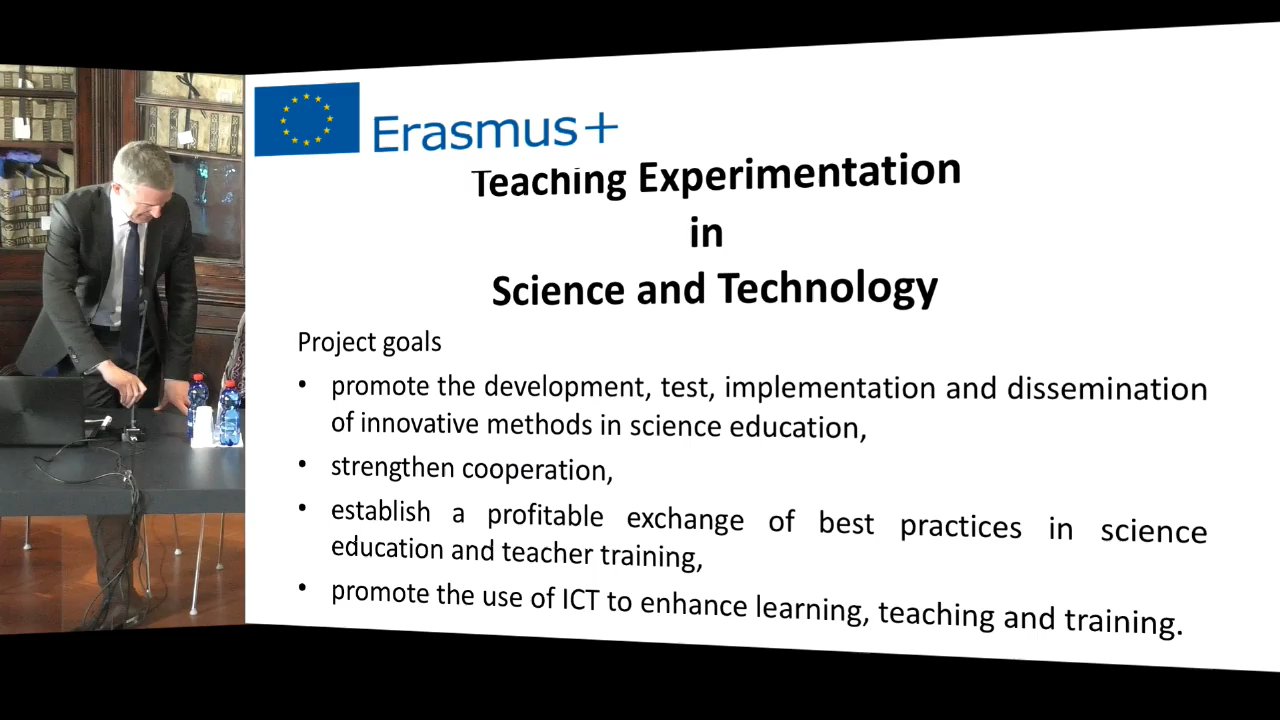 Erasmus+
Teaching Experimentation
in
Science and Technology
Project goals
• promote the development, test, implementation and dissemination
of innovative methods in science education,
• strengthen cooperation,
• establish a profitable exchange of best practices in science
education and teacher training,
• promote the use of ICT to enhance learning, teaching and training.